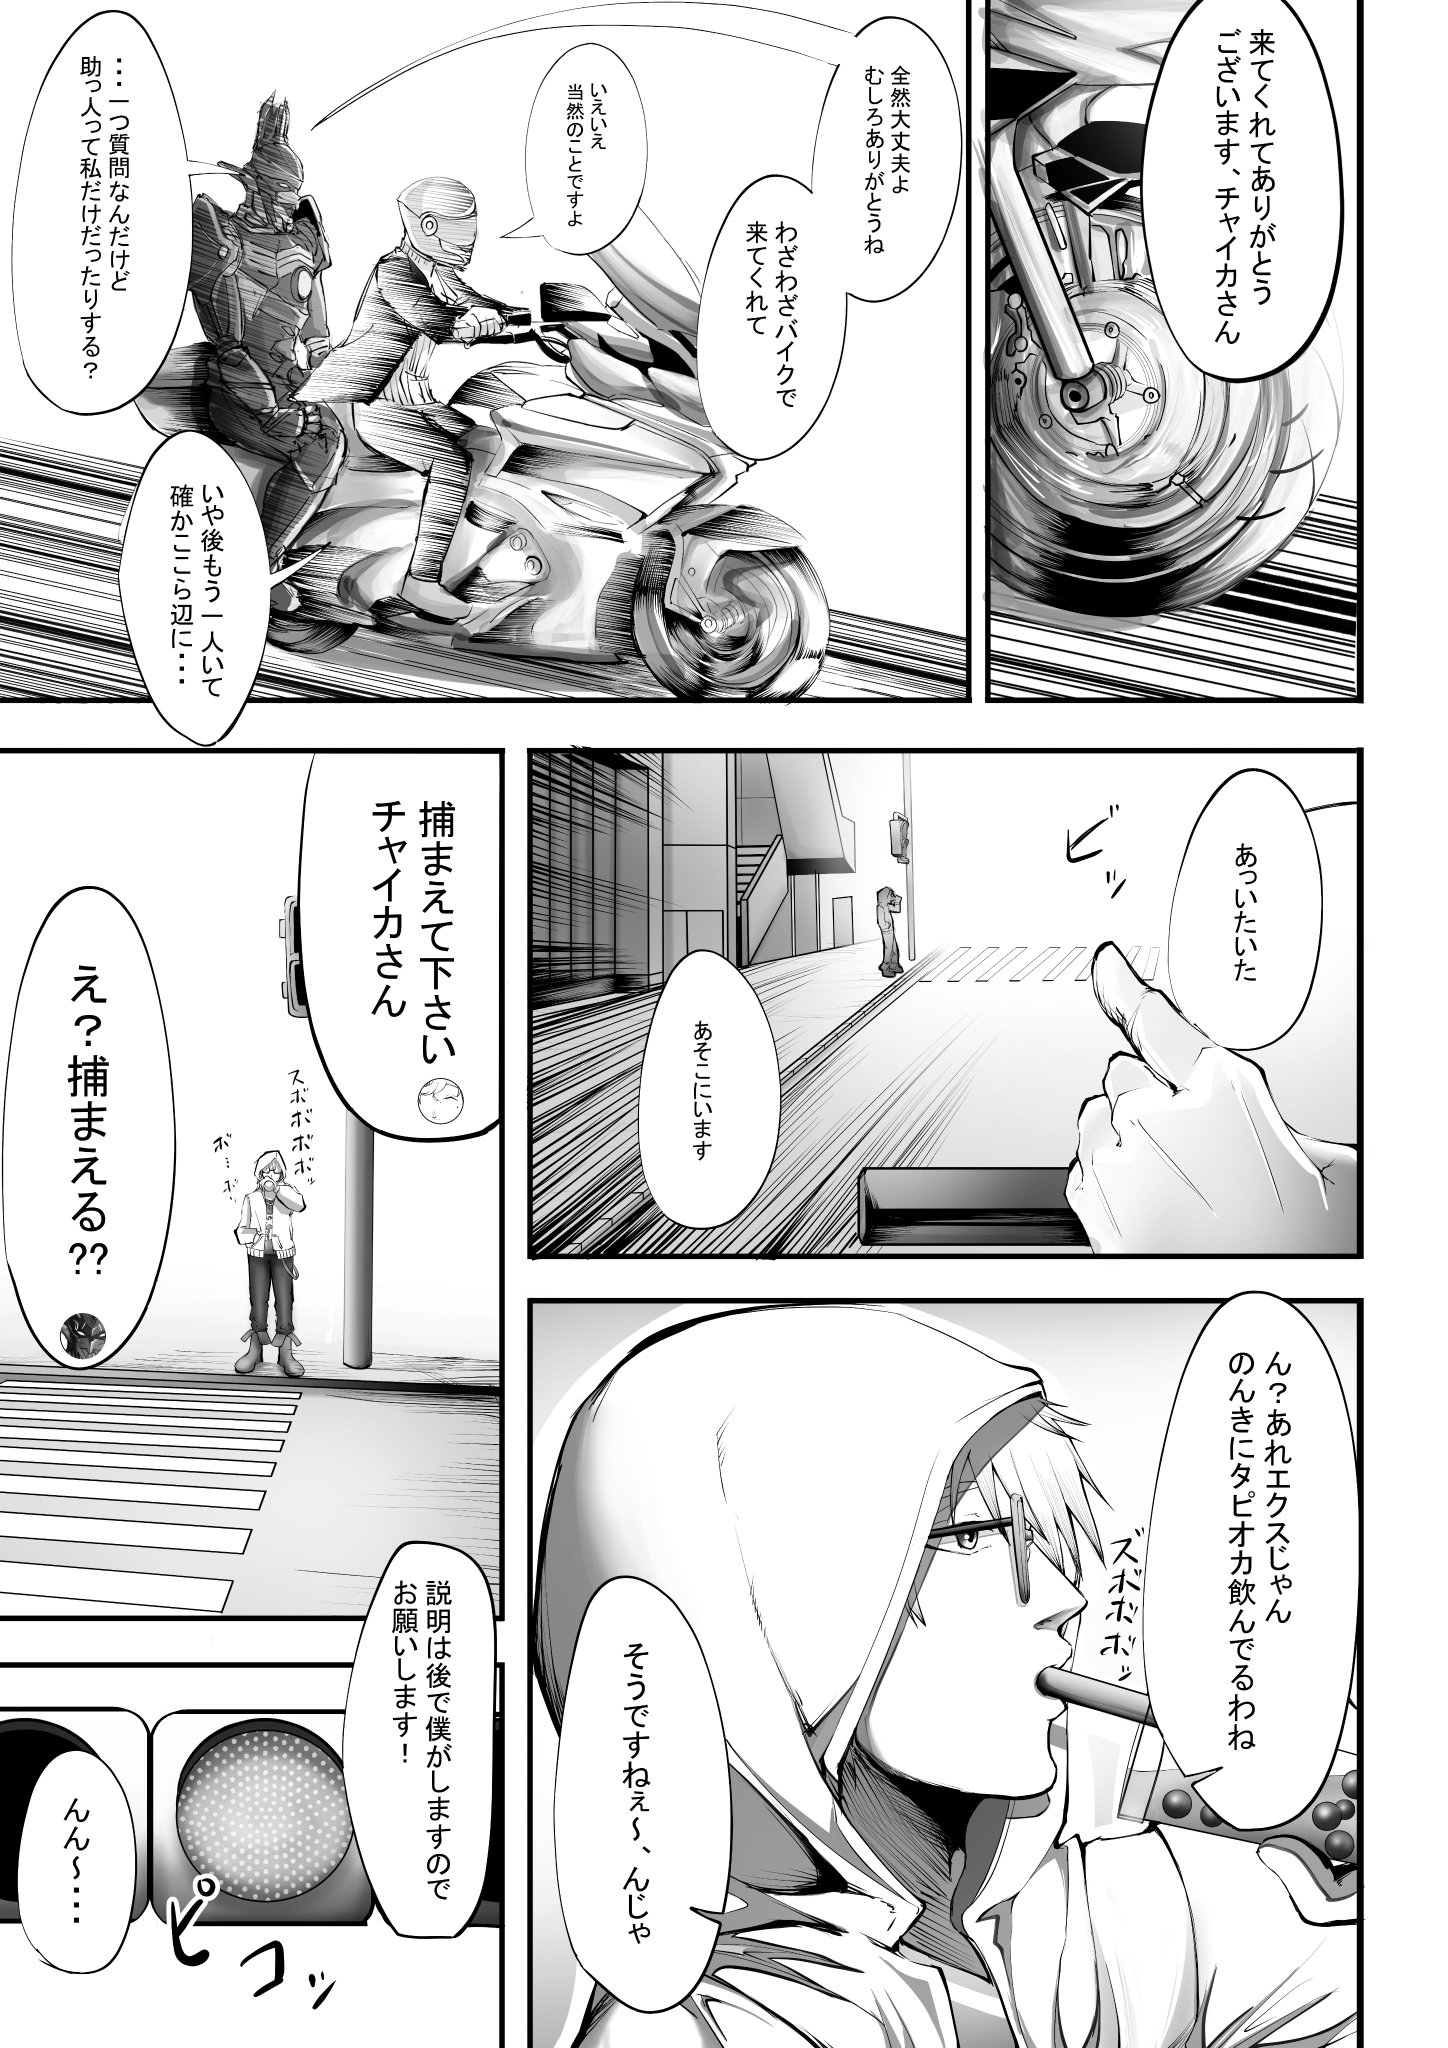 来てくれてありがとう
ございます、チャイカさん
全然大丈夫よ
むしろありがとうね
わざわざバイクで
来てくれて
いえいえ
当然のことですよ
・・・一つ質問なんだけど
助っ人って私だけだったりする？
いや後もう一人いて
確かここら辺に・・・
あっいたいた
ビッ
あそこにいます
ん？あれエクスじゃん
のんきにタピオカ飲んでるわね
ズボボボボッ
そうですねぇ～、んじゃ
捕まえて下さい
チャイカさん
ズボボボボッ
ボ…ボ
え？捕まえる??
説明は後で僕がしますので
お願いします！
んん～・・・
ピコッ